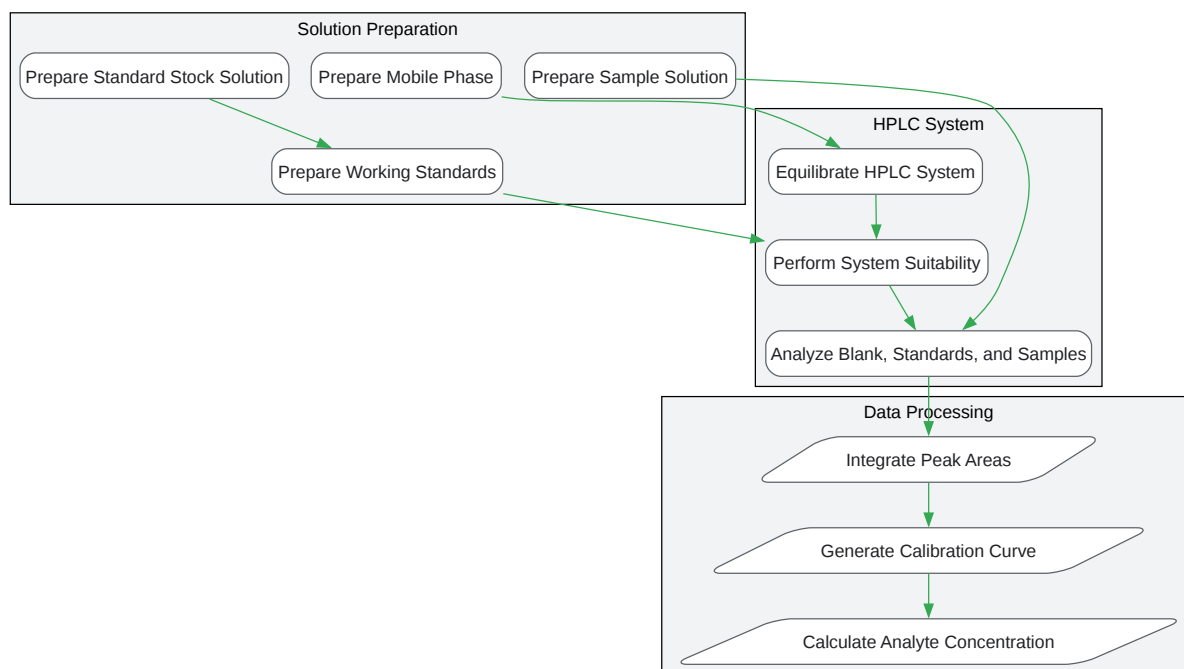 Solution Preparation
Prepare Standard Stock Solution
Prepare Mobile Phase
Prepare Sample Solution
Prepare Working Standards
HPLC System
Equilibrate HPLC System
Perform System Suitability
Analyze Blank, Standards, and Samples
Data Processing
Integrate Peak Areas
Generate Calibration Curve
Calculate Analyte Concentration